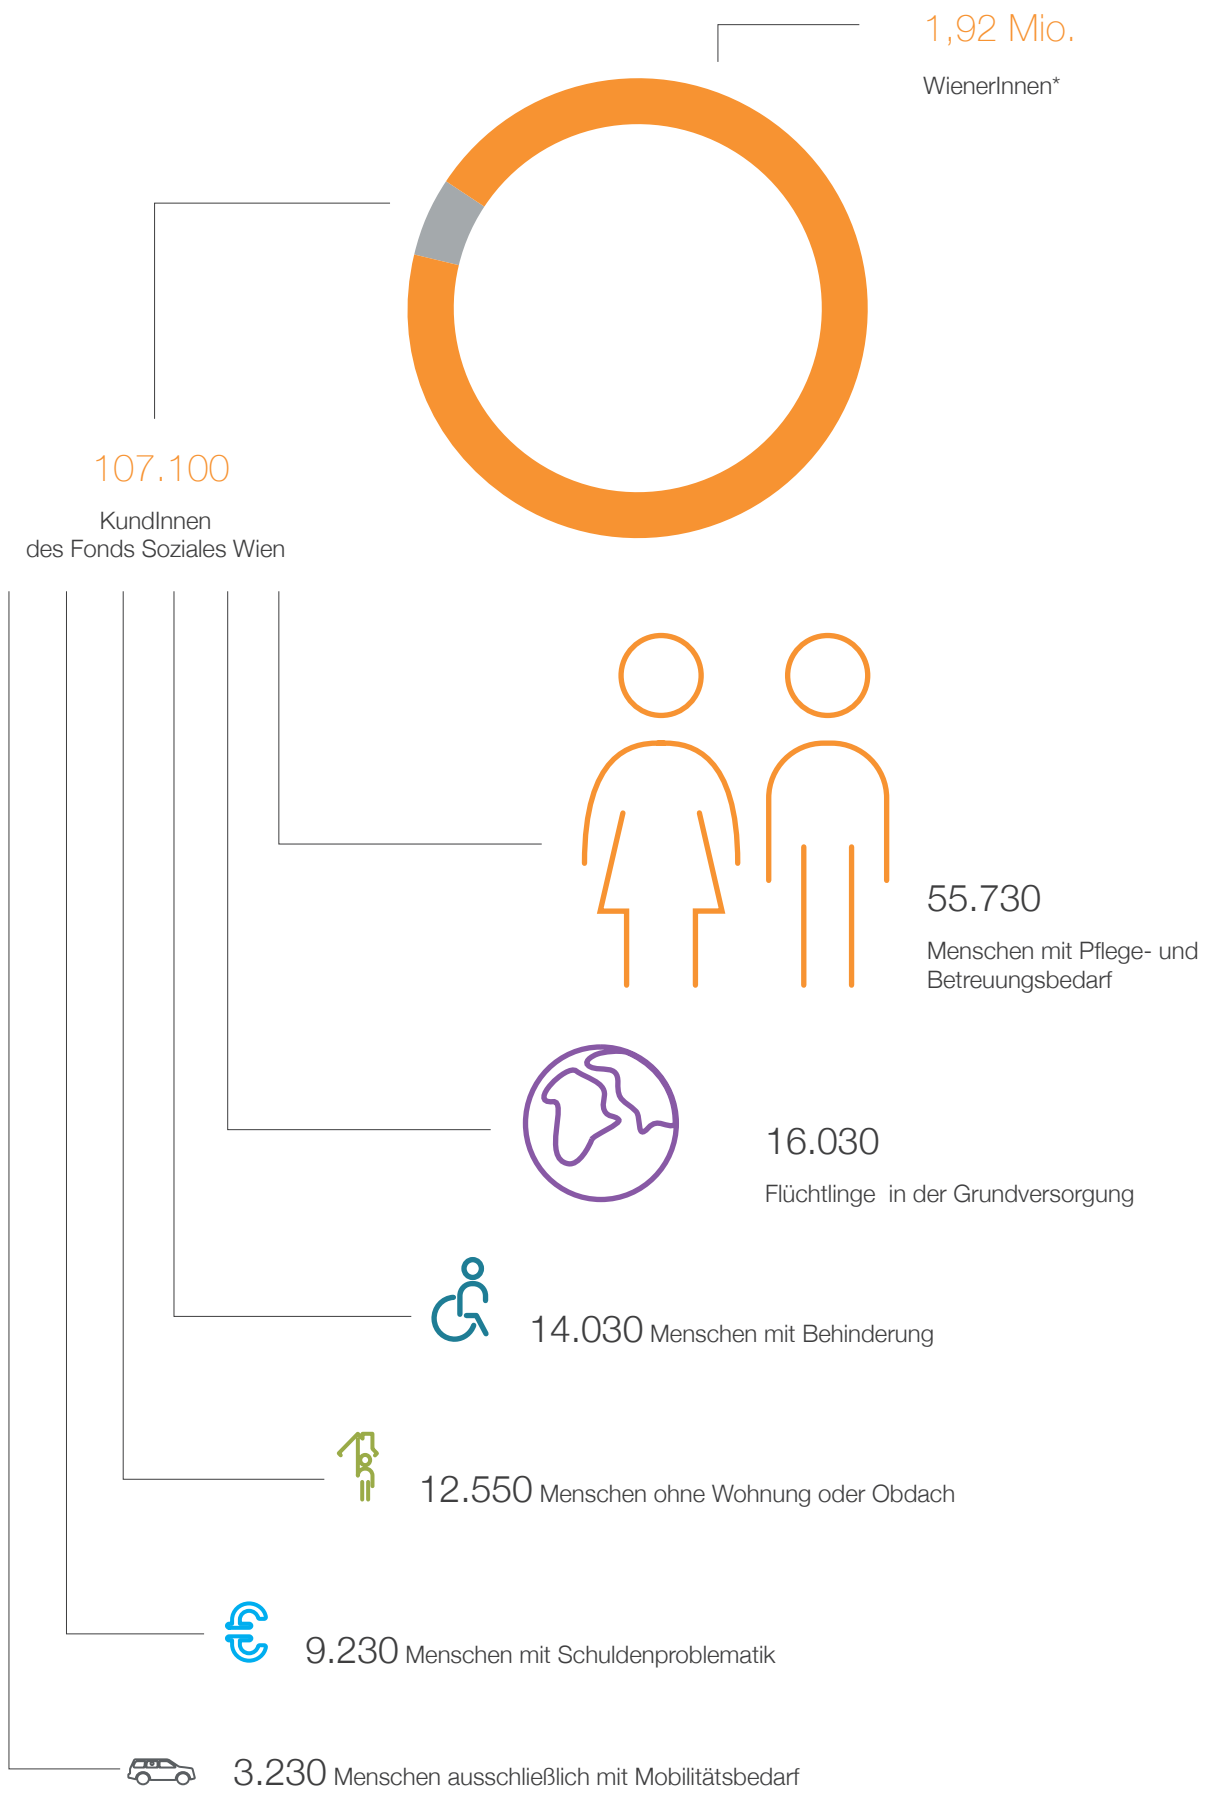 1,92 Mio.
WienerInnen*
107.100
KundInnen
des Fonds Soziales Wien
55.730
Menschen mit Pflege- und
Betreuungsbedarf
16.030
Flüchtlinge in der Grundversorgung
14.030 Menschen mit Behinderung
12.550 Menschen ohne Wohnung oder Obdach
9.230 Menschen mit Schuldenproblematik
3.230 Menschen ausschließlich mit Mobilitätsbedarf